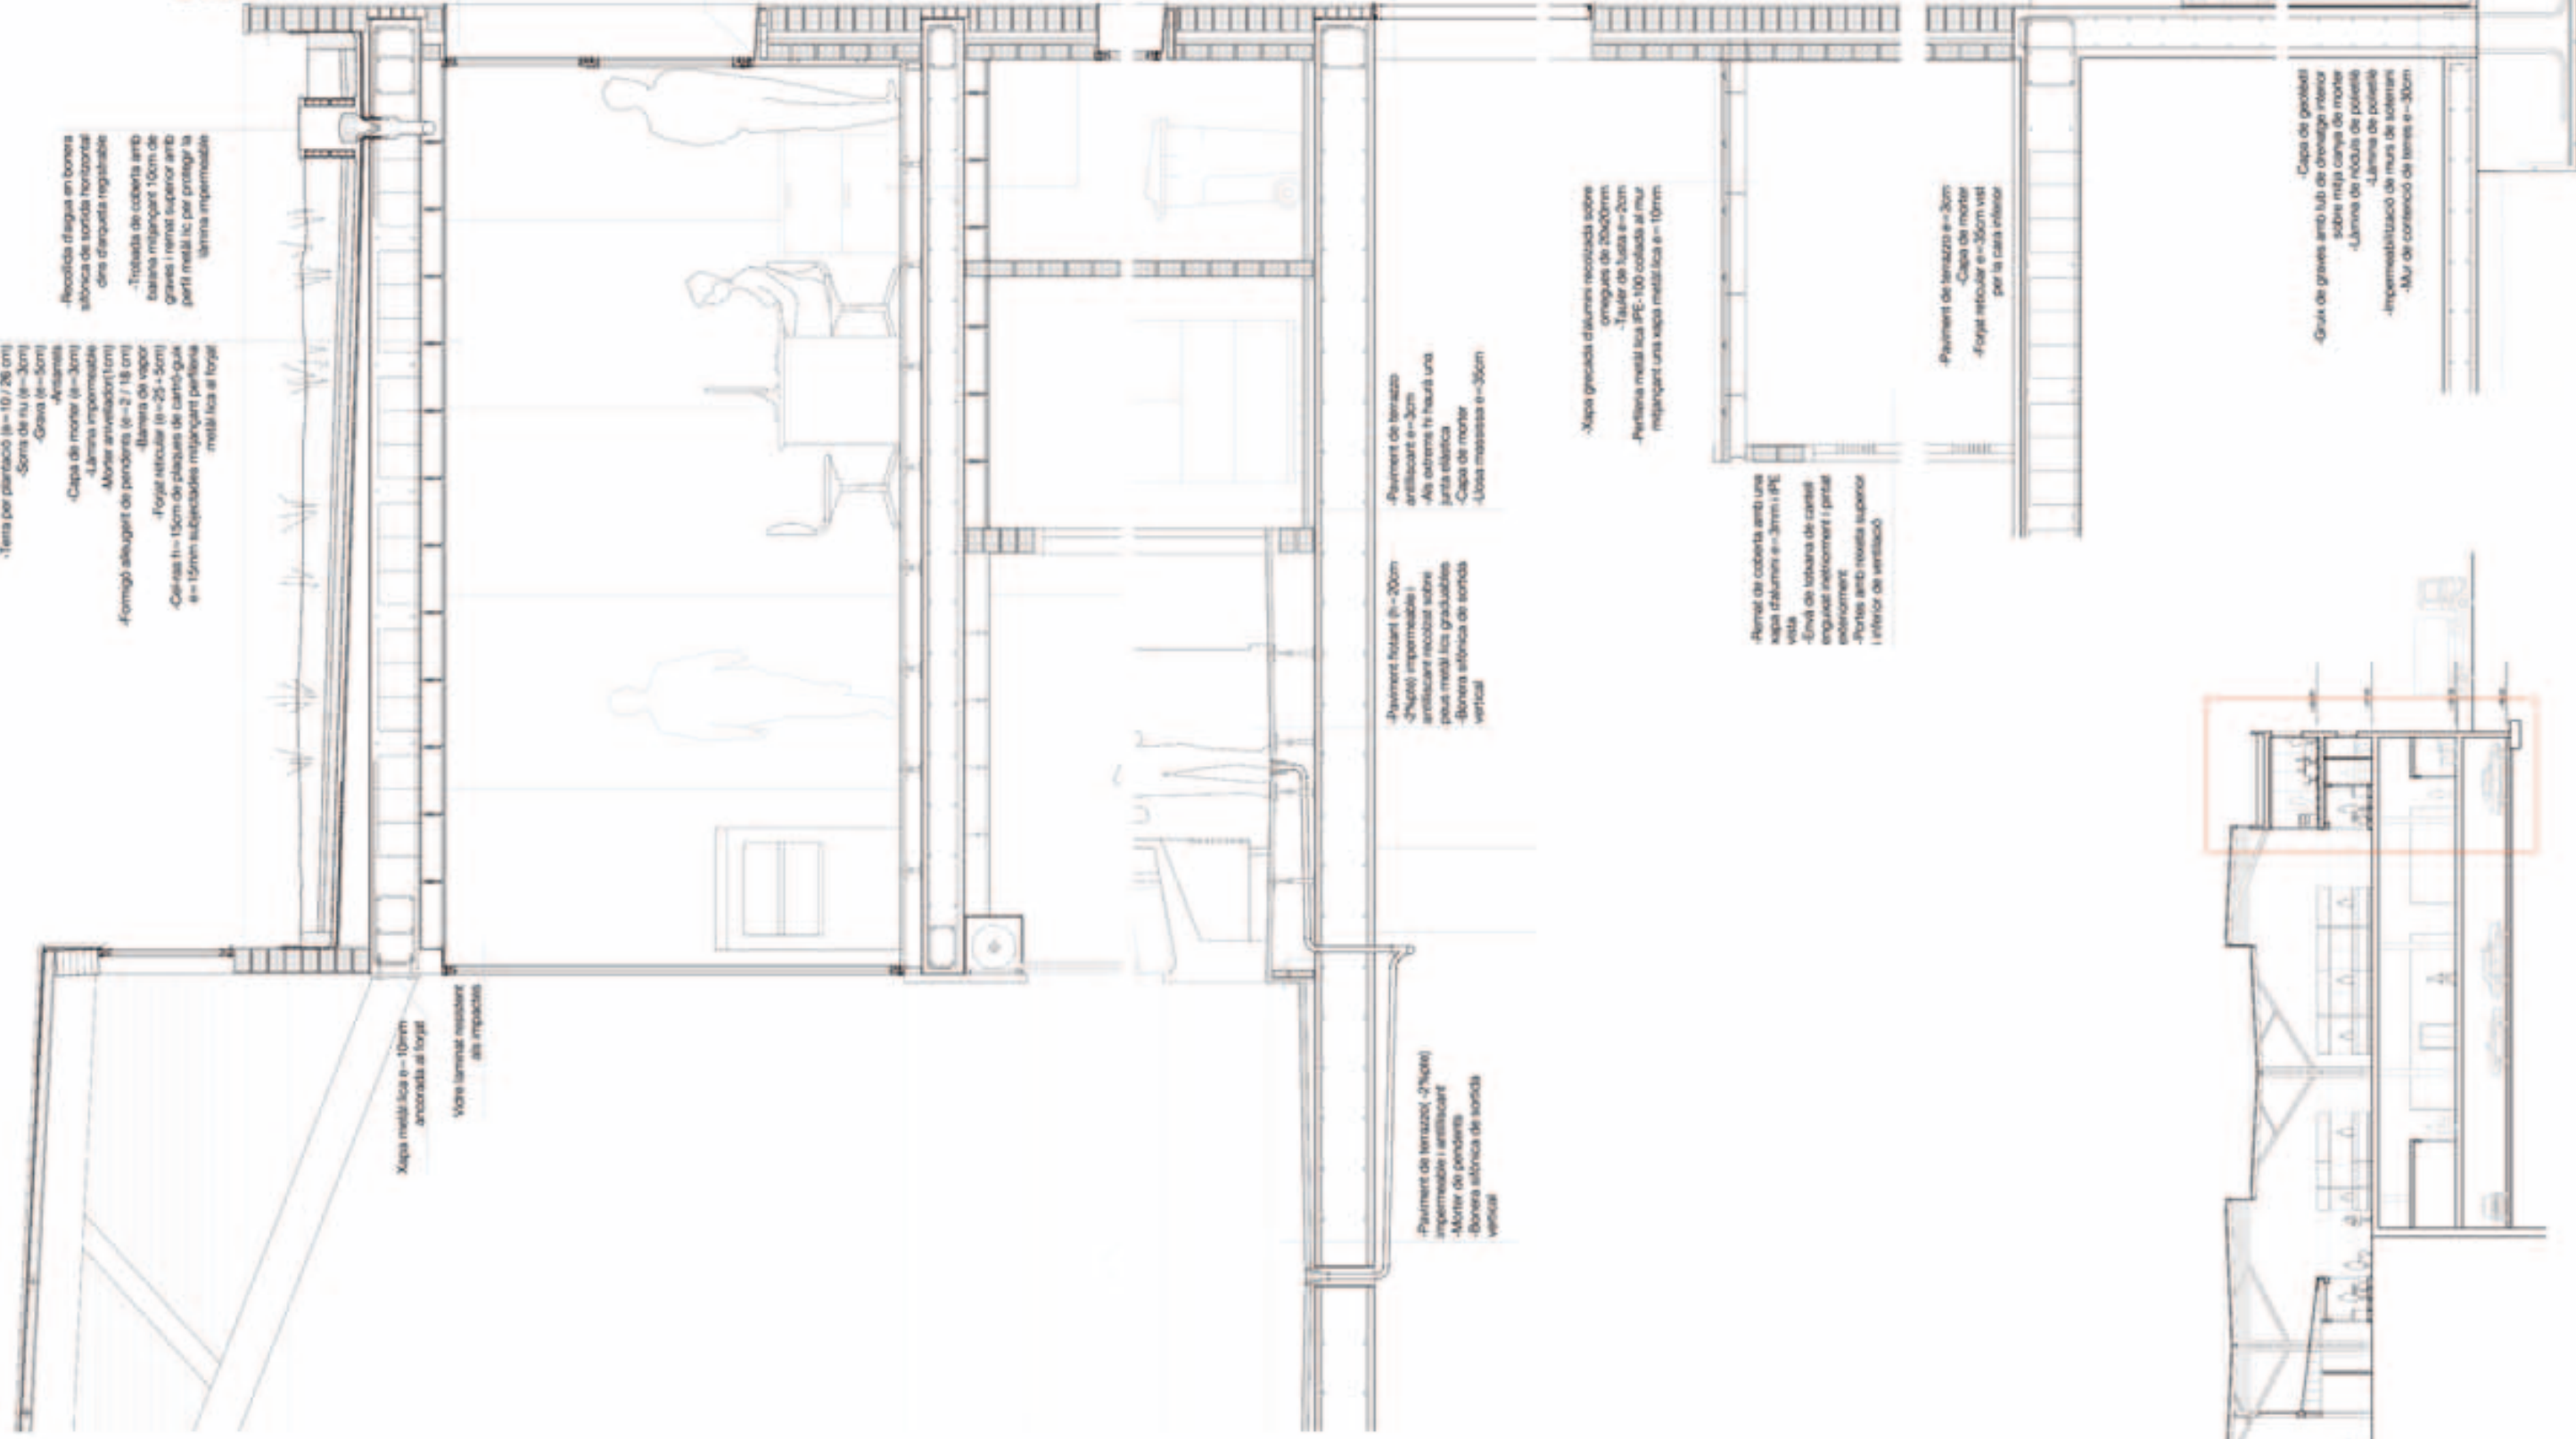 -Terra per plantació (e=10 / 26 cm)
-Sorra de riu (e=3cm)
-Grava (e=5cm)
-Antiarrels
-Capa de morter (e=3cm)
-Làmina impermeable
-Morter anivellador(1cm)
-Formigó alleugerit de pendents (e=2 / 18 cm)
-Barrera de vapor
-Forjat reticular (e=25+5cm)
-Cel-ras h=15cm de plaques de cartró-guix
e=15mm subjectades mitjançant perfileria
metàl·lica al forjat
-Recollida d'aigua en bonera
sifònica de sortida horitzontal
dins d'arqueta registrable
-Trobada de coberta amb
totxana mitjançant 10cm de
graves i remat superior amb
perfil metàl·lic per protegir la
làmina impermeable
Xapa metàl·lica e=10mm
ancorada al forjat
Vidre laminat resistent
als impactes
-Paviment de terrazo
antilliscant e=3cm
-Als extrems hi haurà una
junta elàstica
-Capa de morter
-Llosa massissa e=35cm
-Paviment flotant (h=20cm
-2%pte) impermeable i
antilliscant recolzat sobre
peus metàl·lics graduables
-Bonera sifònica de sortida
vertical
-Paviment de terrazo( -2%pte)
impermeable i antilliscant
-Morter de pendents
-Bonera sifònica de sortida
vertical
-Xapa grecada d'alumini recolzada sobre
omegues de 20x20mm
-Tauler de fusta e=2cm
-Perfileria metàl·lica IPE-100 collada al mur
mitjançant una xapa metàl·lica e=10mm
-Remat de coberta amb una
xapa d'alumini e=3mm i IPE
vista
-Envà de totxana de cantell
enguixat interiorment i pintat
exteriorment
-Portes amb reixeta superior
i inferior de ventilació
-Paviment de terrazo e=3cm
-Capa de morter
-Forjat reticular e=35cm vist
per la cara inferior
-Capa de geotèxtil
-Gruix de graves amb tub de drenatge interior
sobre mitja canya de morter
-Làmina de nòduls de polietilè
-Làmina de polietilè
-Impermeabilització de murs de soterrani
-Mur de contenció de terres e=30cm